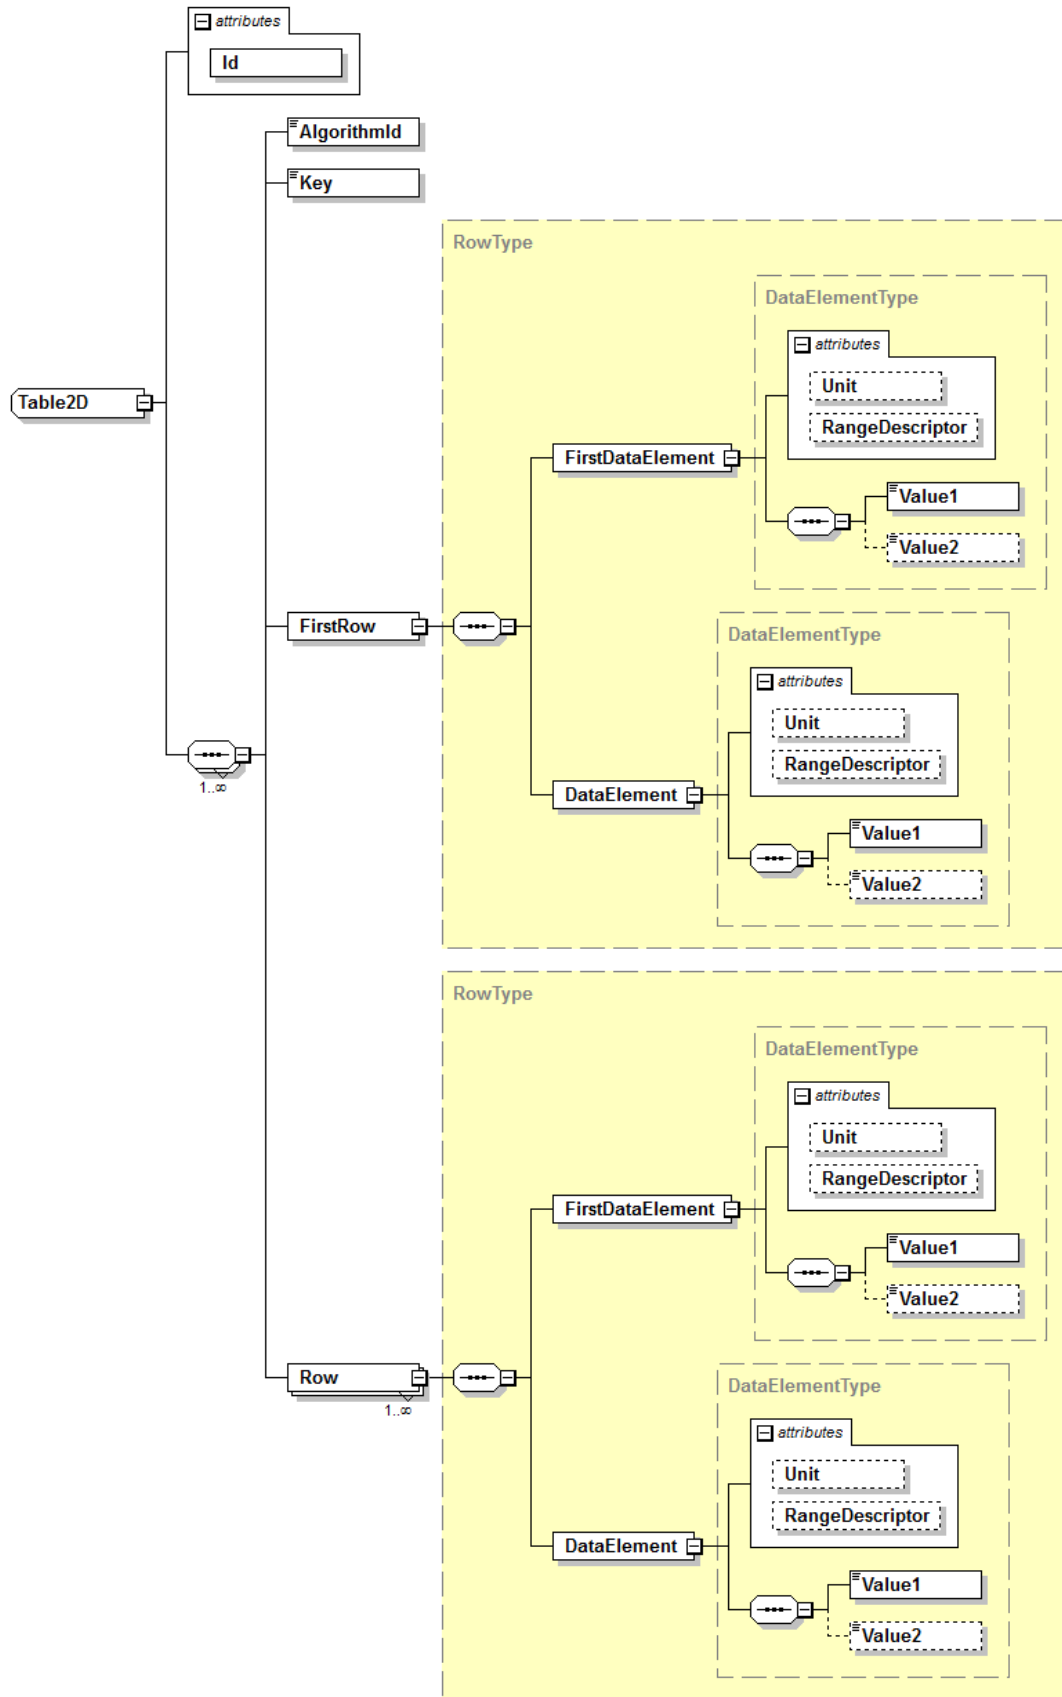 attributes
Id
AlgorithmId
Key
RowType
DataElementType
attributes
Unit
RangeDescriptor
Table2D
FirstDataElement
Value1
Value2
FirstRow
DataElementType
attributes
Unit
RangeDescriptor
1..∞
DataElement
Value1
Value2
RowType
DataElementType
attributes
Unit
RangeDescriptor
FirstDataElement
Value1
Value2
Row
1..∞
DataElementType
attributes
Unit
RangeDescriptor
DataElement
Value1
Value2